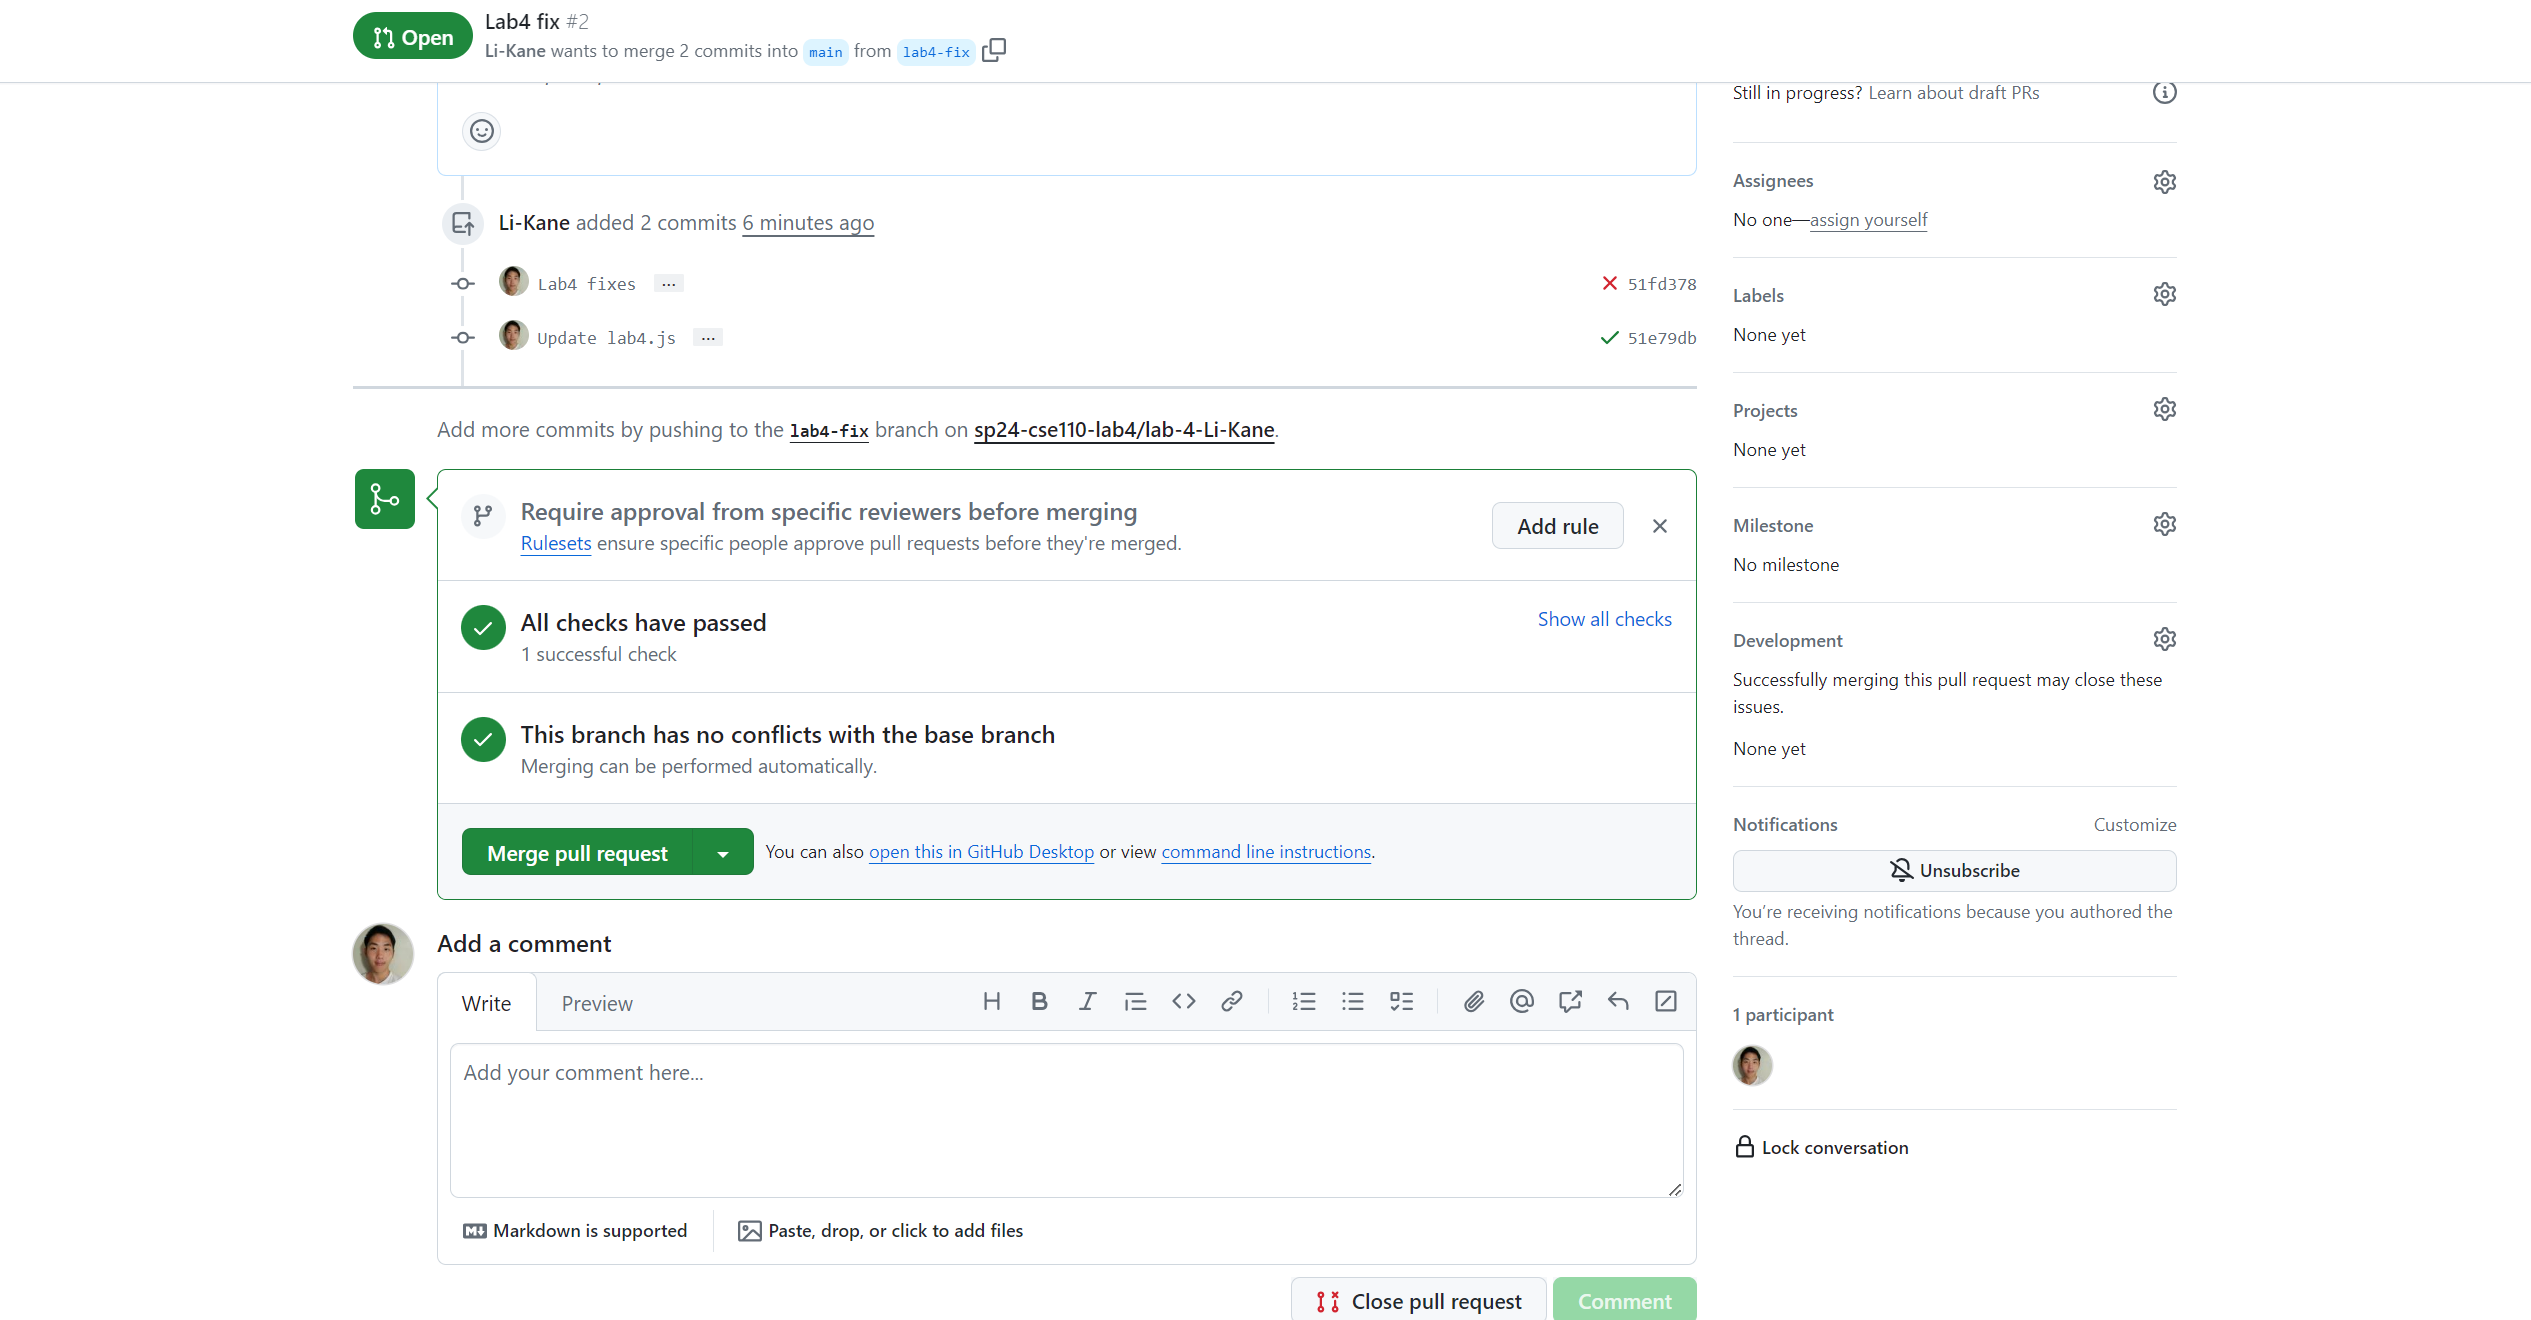 Open
Lab4 fix #2
Li-Kane wants to merge 2 commits into main from lab4-fix
Li-Kane added 2 commits 6 minutes ago
Lab4 fixes ...
51fd378
Update lab4.js ...
51e79db
Add more commits by pushing to the lab4-fix branch on sp24-cse110-lab4/lab-4-Li-Kane.
Require approval from specific reviewers before merging
Rulesets ensure specific people approve pull requests before they're merged.
Add rule
All checks have passed
1 successful check
Show all checks
This branch has no conflicts with the base branch
Merging can be performed automatically.
Merge pull request
You can also open this in GitHub Desktop or view command line instructions.
Add a comment
Write
Preview
Add your comment here...
Markdown is supported
Paste, drop, or click to add files
Close pull request
Comment
Still in progress? Learn about draft PRs
Assignees
No one—assign yourself
Labels
None yet
Projects
None yet
Milestone
No milestone
Development
Successfully merging this pull request may close these
issues.
None yet
Notifications
Customize
Unsubscribe
You’re receiving notifications because you authored the
thread.
1 participant
Lock conversation